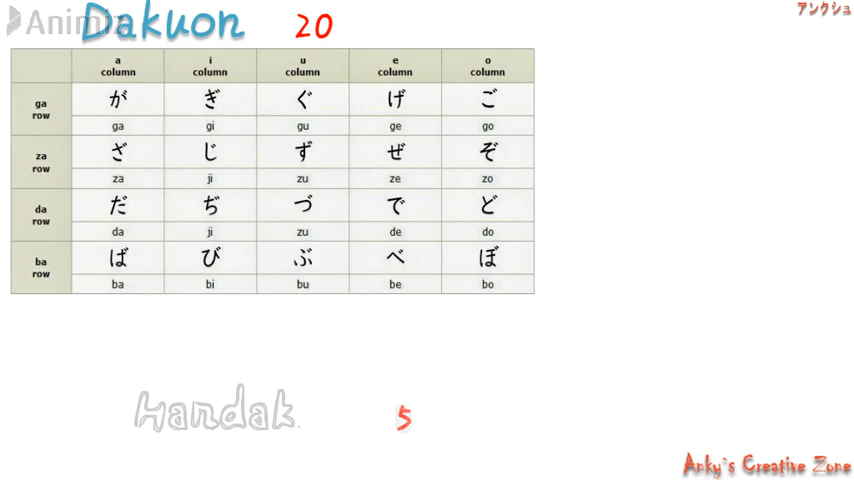 Animiz
Dakuon 20
アンクシュ
a column i column u column e column o column
ga row が ぎ ぐ げ ご
ga gi gu ge go
za row ざ じ ず ぜ ぞ
za ji zu ze zo
da row だ ぢ づ で ど
da ji zu de do
ba row ば び ぶ べ ぼ
ba bi bu be bo
Handak 5
Anky`s Creative Zone